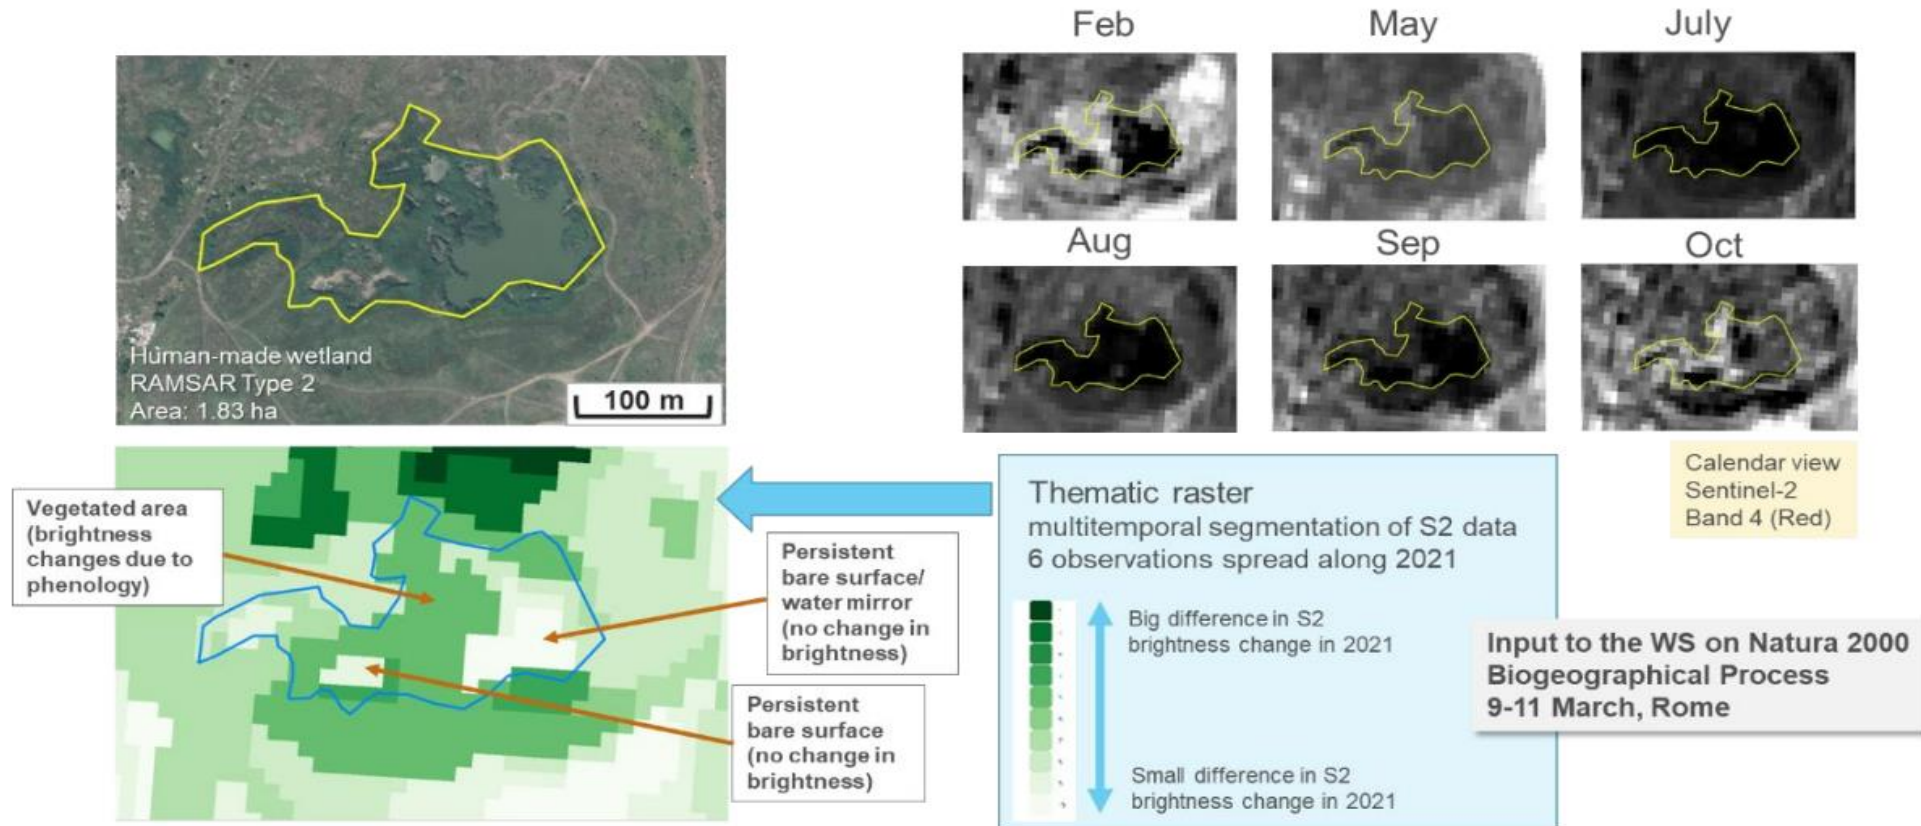 Feb
May
July
Aug
Sep
Oct
Human-made wetland
RAMSAR Type 2
Area: 1.83 ha
100 m
Calendar view
Sentinel-2
Band 4 (Red)
Vegetated area
(brightness
changes due to
phenology)
Persistent
bare surface/
water mirror
(no change in
brightness)
Persistent
bare surface
(no change in
brightness)
Thematic raster
multitemporal segmentation of S2 data
6 observations spread along 2021
Big difference in S2
brightness change in 2021
Small difference in S2
brightness change in 2021
Input to the WS on Natura 2000
Biogeographical Process
9-11 March, Rome